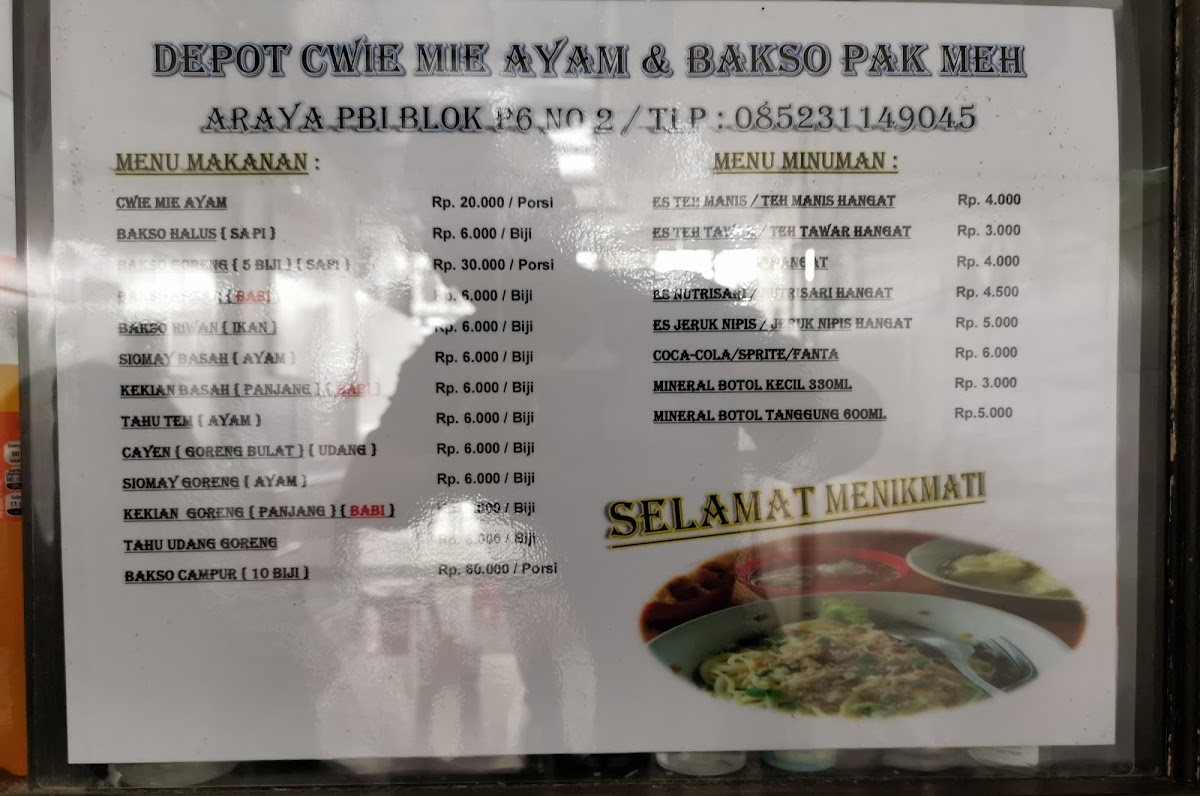 DEPOT CWIE MIE AYAM & BAKSO PAK MEH
ARAYA PBI BLOK P6 NO 2 / TLP : 085231149045
MENU MAKANAN :
CWIE MIE AYAM Rp. 20.000 / Porsi
BAKSO HALUS { SAPI } Rp. 6.000 / Biji
BAKSO GORENG { 5 BIJI } { SAPI } Rp. 30.000 / Porsi
BAKSO { BABI } Rp. 6.000 / Biji
BAKSO HIWAN { IKAN } Rp. 6.000 / Biji
SIOMAY BASAH { AYAM } Rp. 6.000 / Biji
KEKIAN BASAH { PANJANG } { BABI } Rp. 6.000 / Biji
TAHU TEM { AYAM } Rp. 6.000 / Biji
CAYEN { GORENG BULAT } { UDANG } Rp. 6.000 / Biji
SIOMAY GORENG { AYAM } Rp. 6.000 / Biji
KEKIAN GORENG { PANJANG } { BABI } / Biji
TAHU UDANG GORENG Rp. 6.000 / Biji
BAKSO CAMPUR { 10 BIJI } Rp. 60.000 / Porsi
MENU MINUMAN :
ES TEH MANIS / TEH MANIS HANGAT Rp. 4.000
ES TEH TAWAR / TEH TAWAR HANGAT Rp. 3.000
Rp. 4.000
ES NUTRISARI / NUTRISARI HANGAT Rp. 4.500
ES JERUK NIPIS / JERUK NIPIS HANGAT Rp. 5.000
COCA-COLA/SPRITE/FANTA Rp. 6.000
MINERAL BOTOL KECIL 330ML Rp. 3.000
MINERAL BOTOL TANGGUNG 600ML Rp.5.000
SELAMAT MENIKMATI